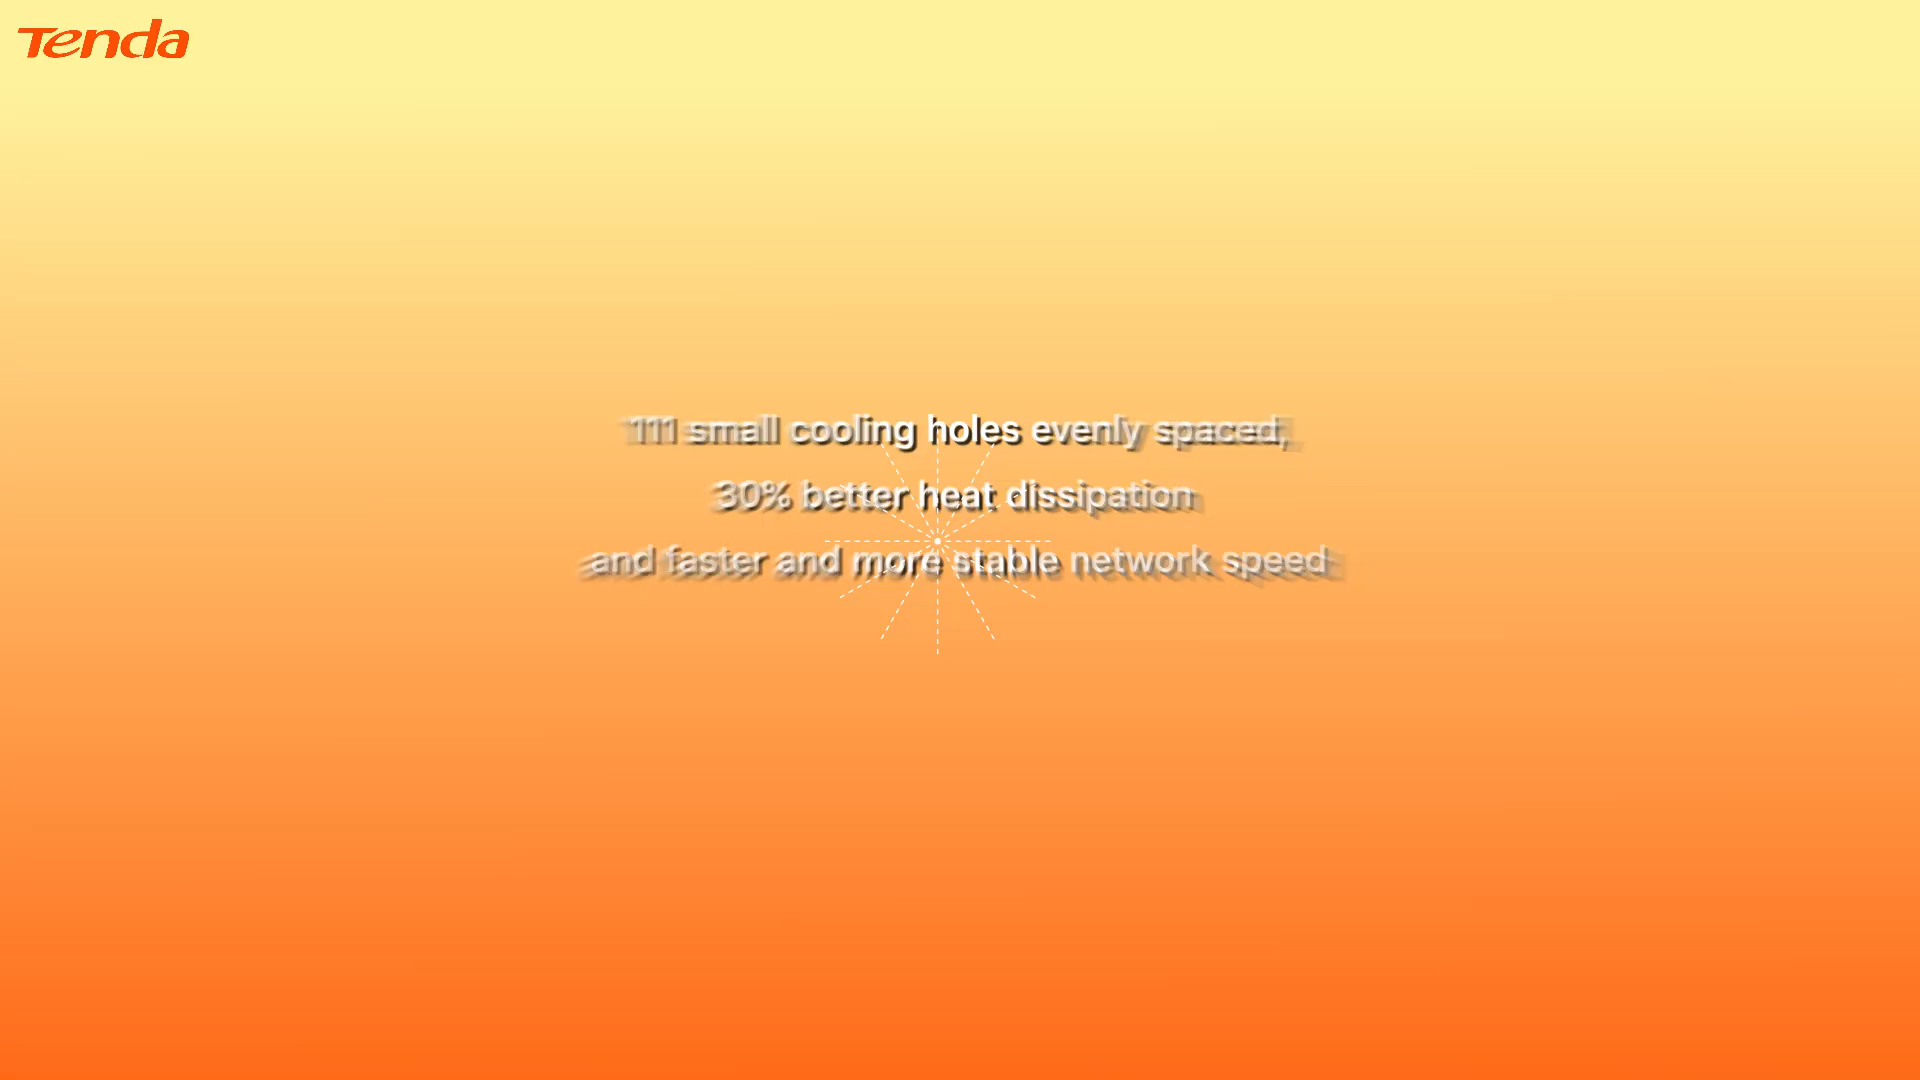 Tenda
111 small cooling holes evenly spaced,
30% better heat dissipation
and faster and more stable network speed